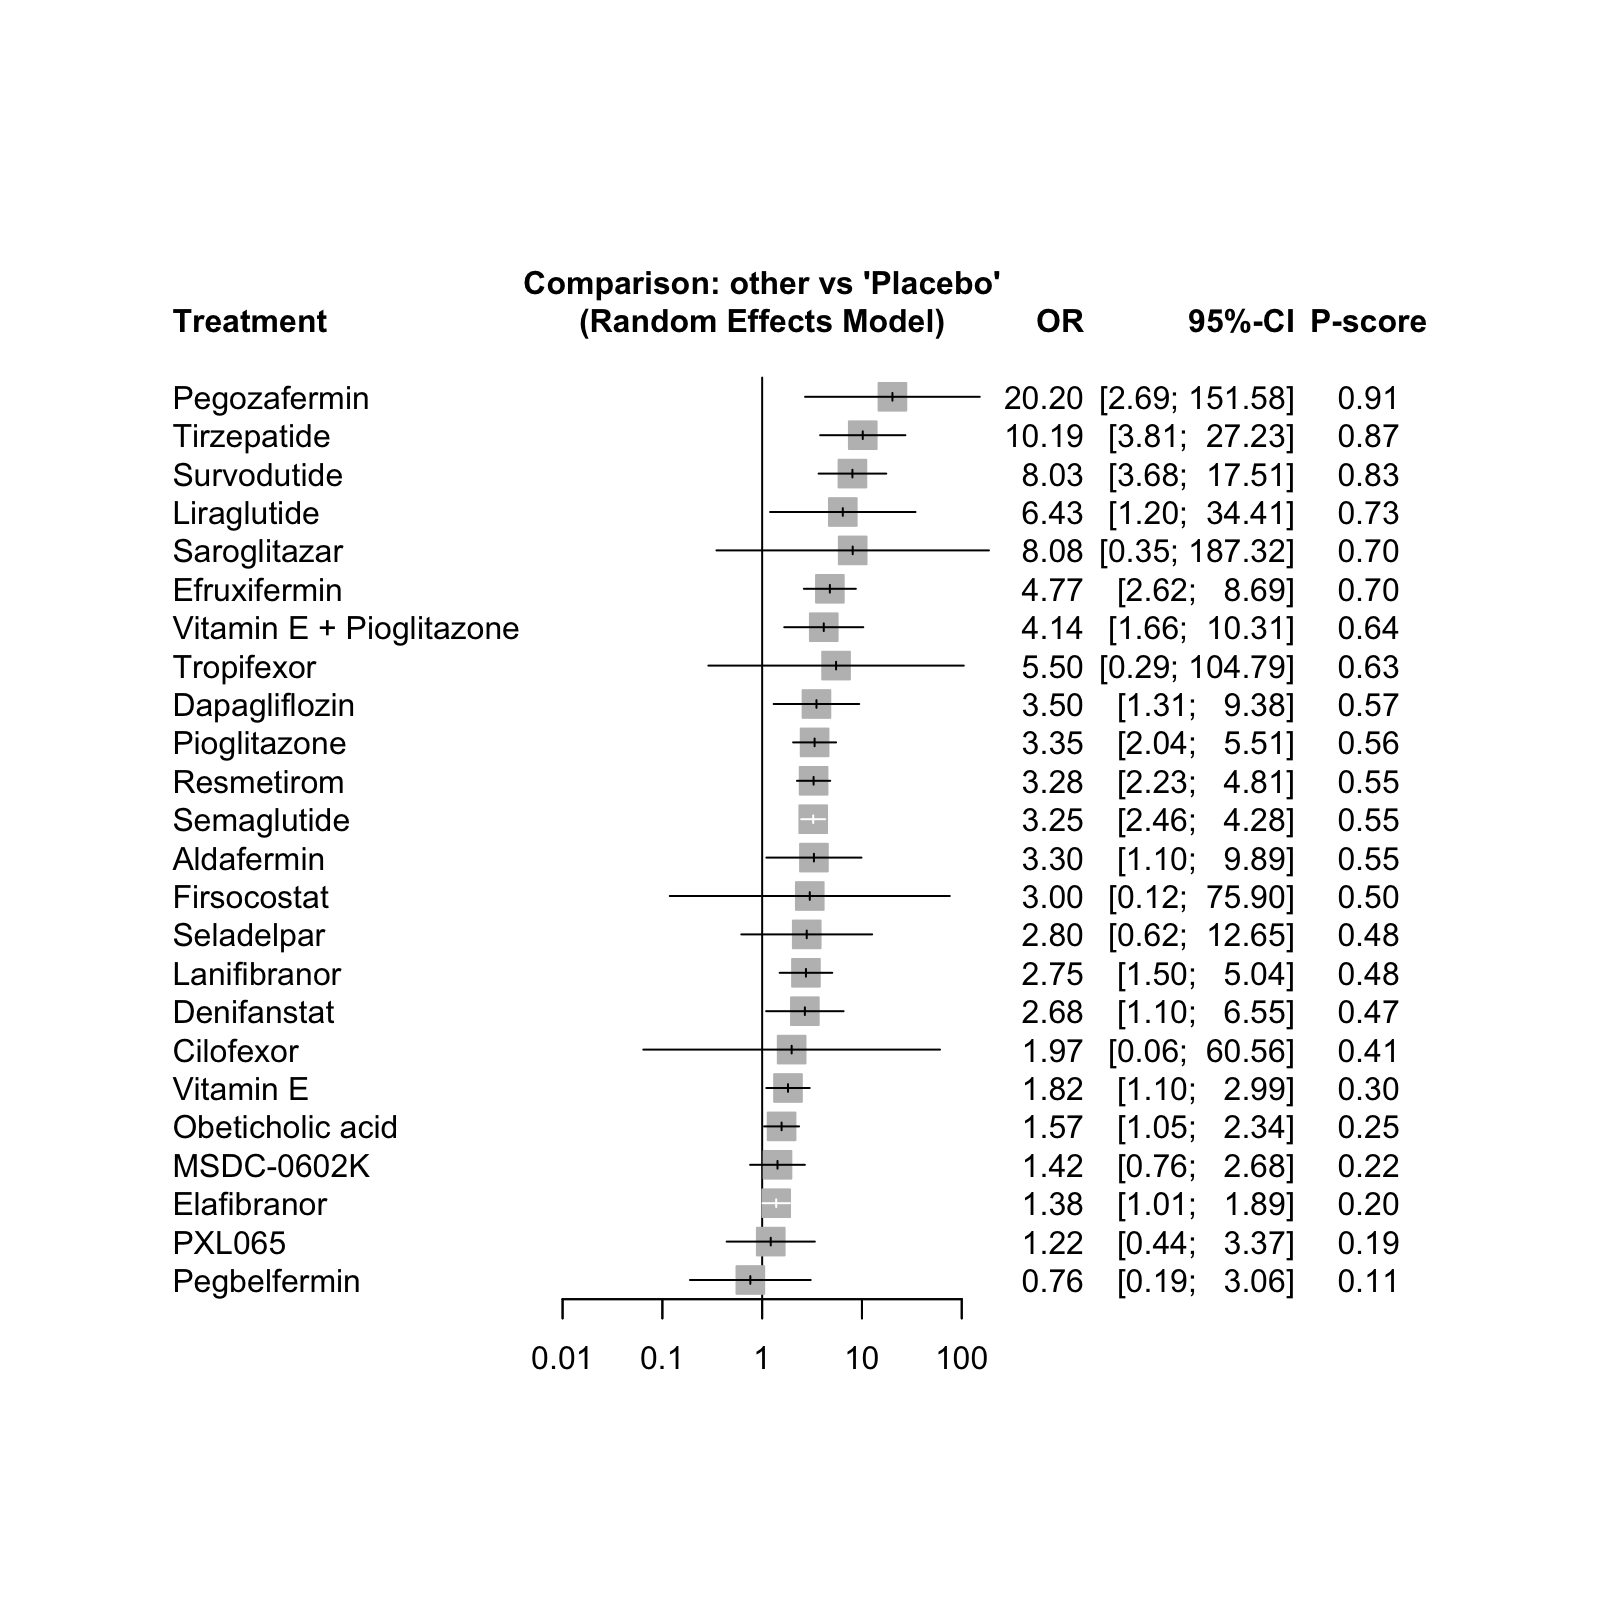 Comparison: other vs 'Placebo'
Treatment (Random Effects Model) OR 95%-CI P-score
Pegozafermin 20.20 [2.69; 151.58] 0.91
Tirzepatide 10.19 [3.81; 27.23] 0.87
Survodutide 8.03 [3.68; 17.51] 0.83
Liraglutide 6.43 [1.20; 34.41] 0.73
Saroglitazar 8.08 [0.35; 187.32] 0.70
Efruxifermin 4.77 [2.62; 8.69] 0.70
Vitamin E + Pioglitazone 4.14 [1.66; 10.31] 0.64
Tropifexor 5.50 [0.29; 104.79] 0.63
Dapagliflozin 3.50 [1.31; 9.38] 0.57
Pioglitazone 3.35 [2.04; 5.51] 0.56
Resmetirom 3.28 [2.23; 4.81] 0.55
Semaglutide 3.25 [2.46; 4.28] 0.55
Aldafermin 3.30 [1.10; 9.89] 0.55
Firsocostat 3.00 [0.12; 75.90] 0.50
Seladelpar 2.80 [0.62; 12.65] 0.48
Lanifibranor 2.75 [1.50; 5.04] 0.48
Denifanstat 2.68 [1.10; 6.55] 0.47
Cilofexor 1.97 [0.06; 60.56] 0.41
Vitamin E 1.82 [1.10; 2.99] 0.30
Obeticholic acid 1.57 [1.05; 2.34] 0.25
MSDC-0602K 1.42 [0.76; 2.68] 0.22
Elafibranor 1.38 [1.01; 1.89] 0.20
PXL065 1.22 [0.44; 3.37] 0.19
Pegbelfermin 0.76 [0.19; 3.06] 0.11
0.01 0.1 1 10 100